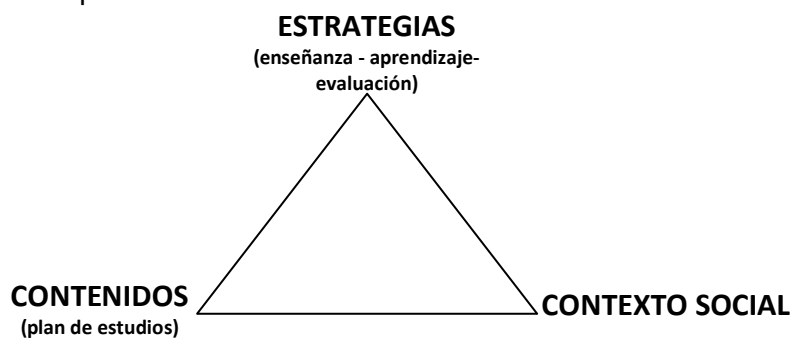 ESTRATEGIAS
(enseñanza - aprendizaje-
evaluación)
CONTENIDOS
(plan de estudios)
CONTEXTO SOCIAL